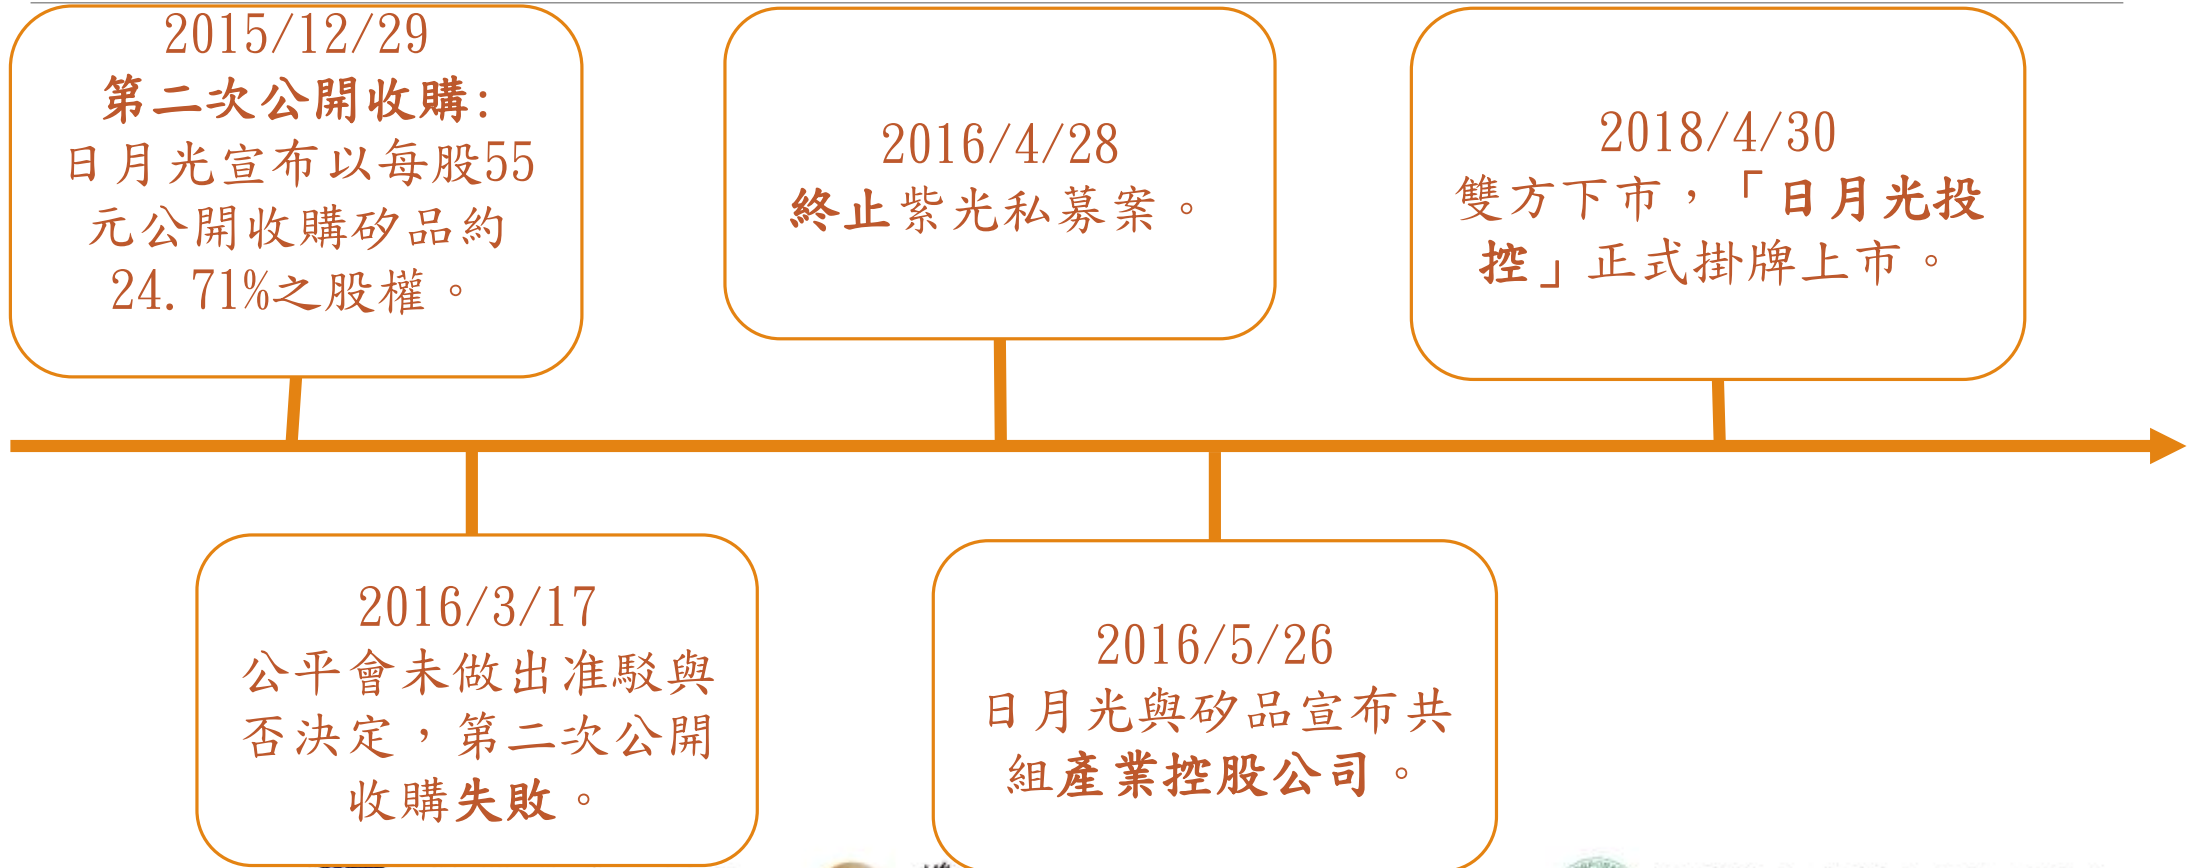 2015/12/29
第二次公開收購:
日月光宣布以每股55
元公開收購矽品約
24.71%之股權。
2016/3/17
公平會未做出准駁與
否決定，第二次公開
收購失敗。
2016/4/28
終止紫光私募案。
2016/5/26
日月光與矽品宣布共
組產業控股公司。
2018/4/30
雙方下市，「日月光投
控」正式掛牌上市。